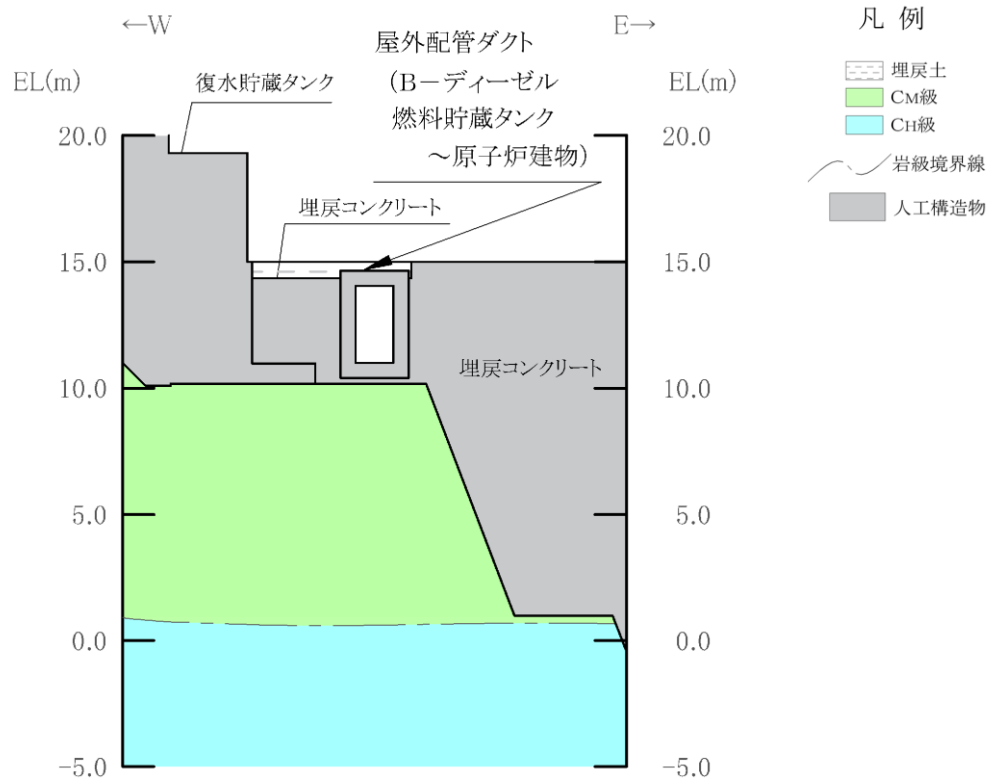 ←W
E→
凡 例
屋外配管ダクト
(B-ディーゼル
燃料貯蔵タンク
～原子炉建物)
EL(m)
EL(m)
復水貯蔵タンク
埋戻コンクリート
埋戻コンクリート
埋戻土
CM級
CH級
岩級境界線
人工構造物
20.0
20.0
15.0
15.0
10.0
10.0
5.0
5.0
0.0
0.0
-5.0
-5.0